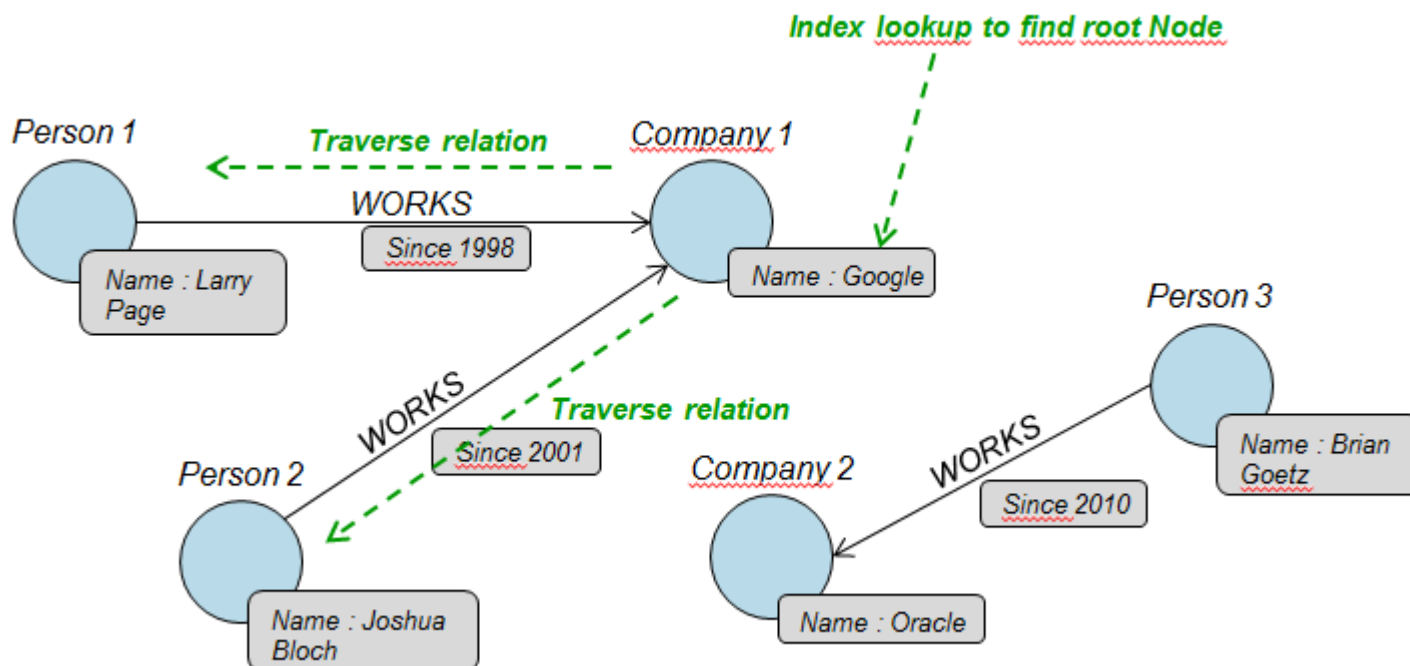 Index lookup to find root Node
Person 1
Traverse relation
Company 1
WORKS
Since 1998
Name : Larry
Page
Name : Google
Person 3
WORKS
Traverse relation
Since 2001
Person 2
Company 2
WORKS
Name : Brian
Goetz
Since 2010
Name : Joshua
Bloch
Name : Oracle